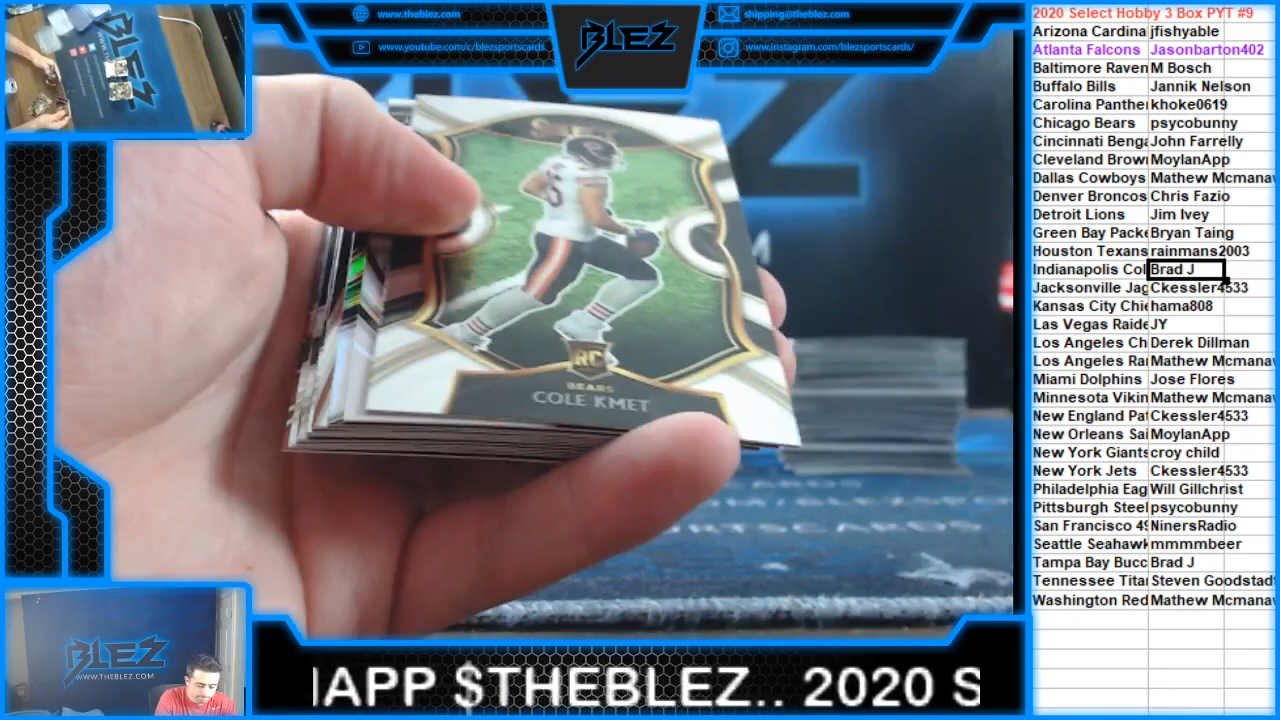 www.theblez.com
www.youtube.com/c/blezsportscards
BLEZ
shipping@theblez.com
www.instagram.com/blezsportscards/
2020 Select Hobby 3 Box PYT #9
Arizona Cardina jfishyable
Atlanta Falcons Jasonbarton402
Baltimore Raven M Bosch
Buffalo Bills Jannik Nelson
Carolina Panthe khoke0619
Chicago Bears psycobunny
Cincinnati Benga John Farrelly
Cleveland Brow MoylanApp
Dallas Cowboys Mathew Mcmana
Denver Broncos Chris Fazio
Detroit Lions Jim Ivey
Green Bay Packe Bryan Taing
Houston Texans rainmans2003
Indianapolis Col Brad J
Jacksonville Jag Ckessler4533
Kansas City Chie hama808
Las Vegas Raide JY
Los Angeles Ch Derek Dillman
Los Angeles Ra Mathew Mcmana
Miami Dolphins Jose Flores
Minnesota Vikin Mathew Mcmana
New England Pat Ckessler4533
New Orleans Sai MoylanApp
New York Giants croy child
New York Jets Ckessler4533
Philadelphia Eag Will Gillchrist
Pittsburgh Steel psycobunny
San Francisco 49 NinersRadio
Seattle Seahawk mmmmbeer
Tampa Bay Bucc Brad J
Tennessee Tita Steven Goodstad
Washington Red Mathew Mcmana
RC
BEARS
COLE KMET
BLEZ
WWW.THEBLEZ.COM
APP $THEBLEZ.. 2020 S